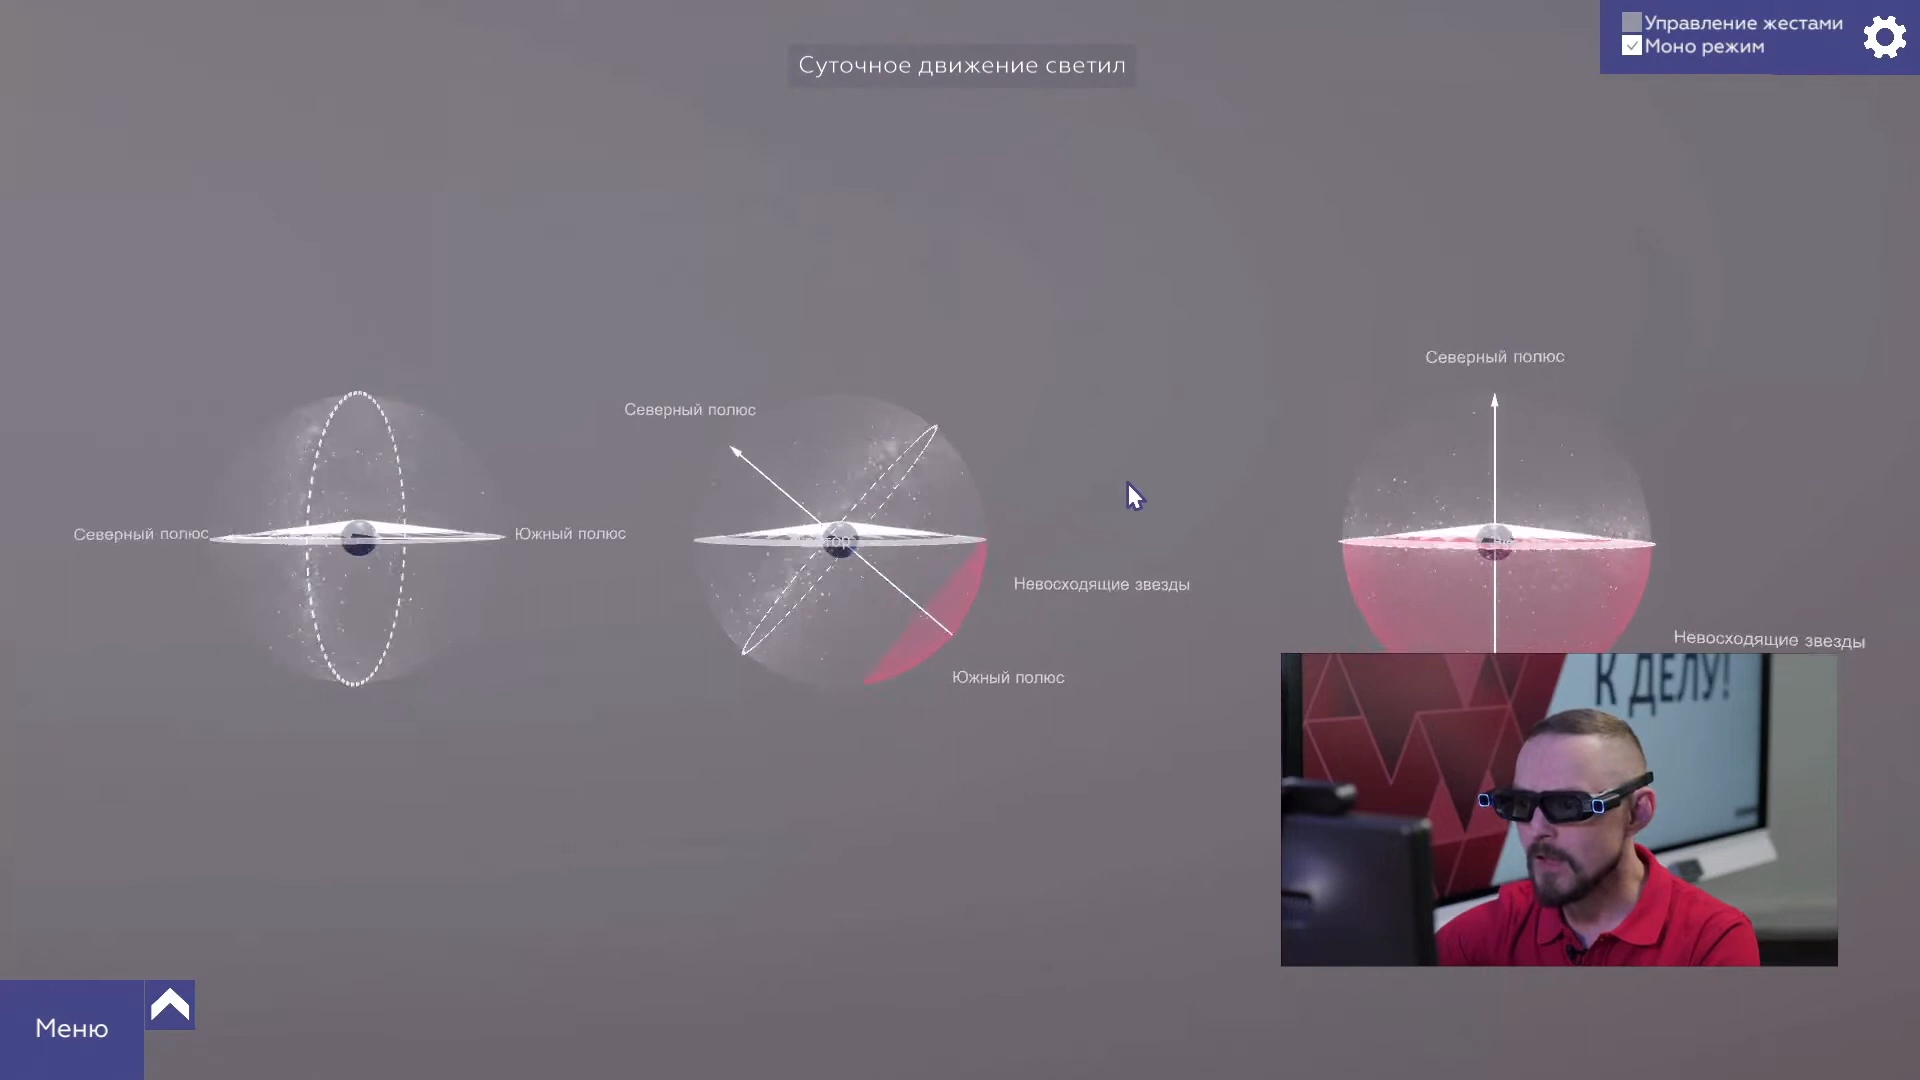 Управление жестами
Моно режим
Суточное движение светил
Северный полюс
Северный полюс
Северный полюс
Южный полюс
Невосходящие звезды
Невосходящие звезды
Южный полюс
К ДЕЛУ!
Меню